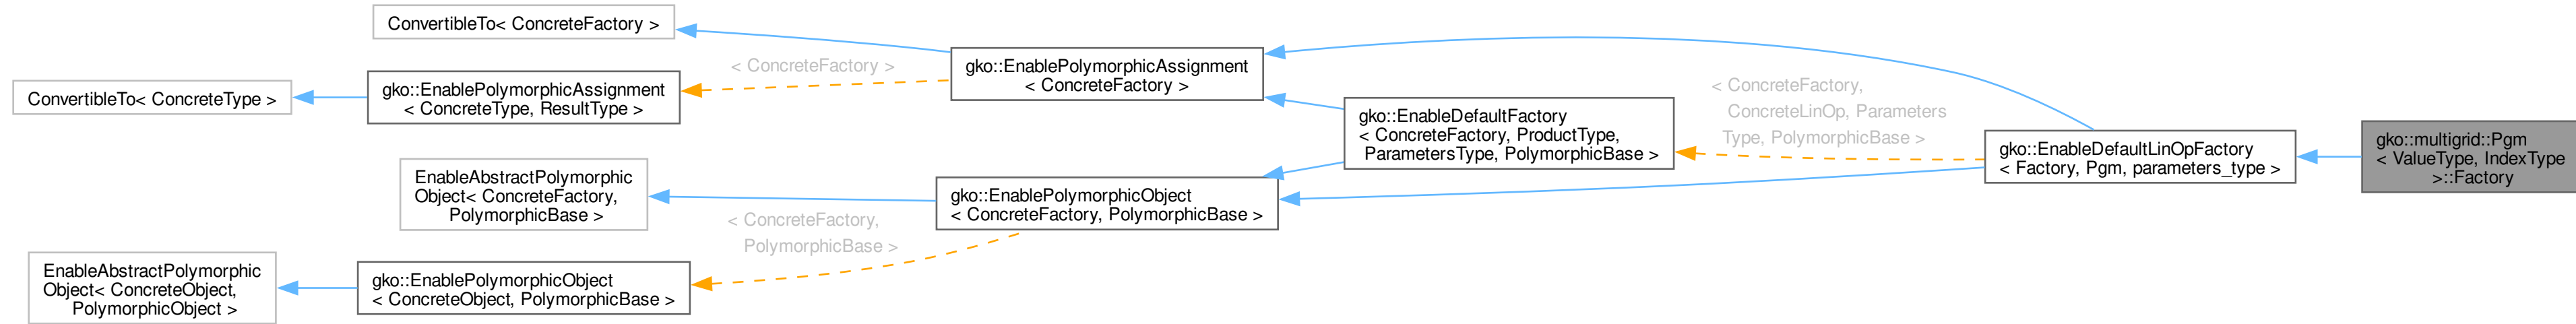 ConvertibleTo< ConcreteFactory >
ConvertibleTo< ConcreteType >
gko::EnablePolymorphicAssignment
< ConcreteType, ResultType >
< ConcreteFactory >
gko::EnablePolymorphicAssignment
< ConcreteFactory >
EnableAbstractPolymorphic
Object< ConcreteFactory,
PolymorphicBase >
EnableAbstractPolymorphic
Object< ConcreteObject,
PolymorphicObject >
gko::EnablePolymorphicObject
< ConcreteObject, PolymorphicBase >
< ConcreteFactory,
PolymorphicBase >
gko::EnablePolymorphicObject
< ConcreteFactory, PolymorphicBase >
gko::EnableDefaultFactory
< ConcreteFactory, ProductType,
ParametersType, PolymorphicBase >
< ConcreteFactory,
ConcreteLinOp, Parameters
Type, PolymorphicBase >
gko::EnableDefaultLinOpFactory
< Factory, Pgm, parameters_type >
gko::multigrid::Pgm
< ValueType, IndexType
>::Factory